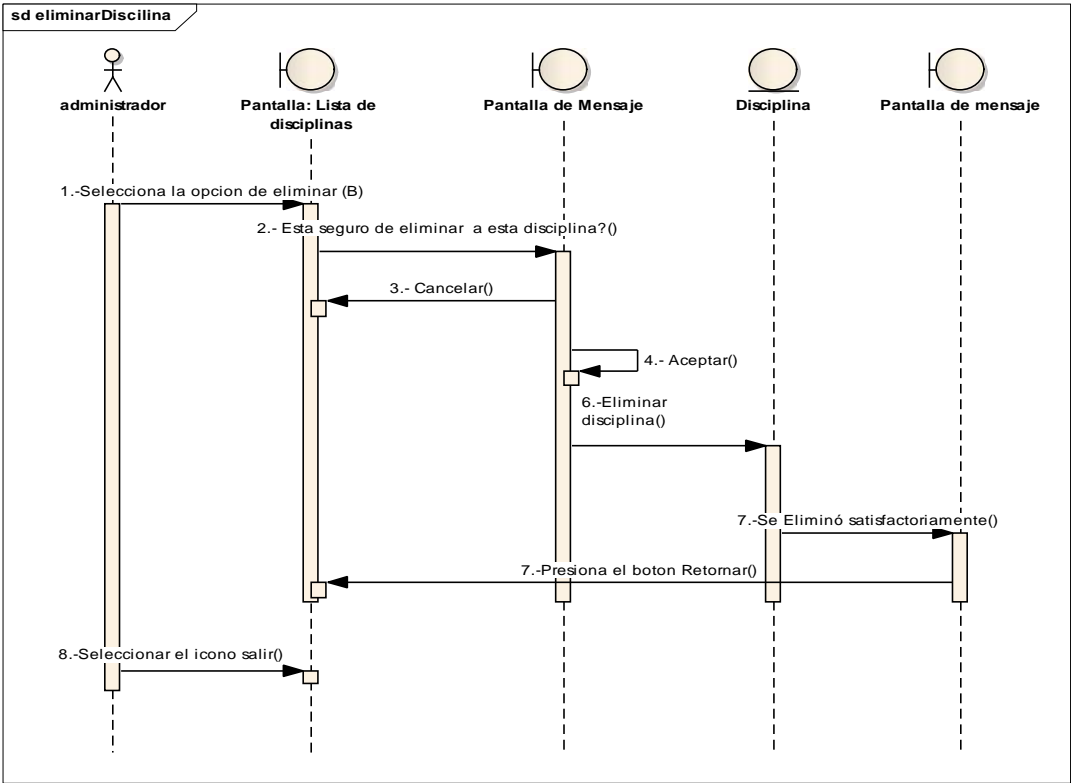 sd eliminarDiscilina
administrador
Pantalla: Lista de
disciplinas
Pantalla de Mensaje
Disciplina
Pantalla de mensaje
1.-Selecciona la opcion de eliminar (B)
2.- Esta seguro de eliminar a esta disciplina?()
3.- Cancelar()
4.- Aceptar()
6.-Eliminar
disciplina()
7.-Se Eliminó satisfactoriamente()
7.-Presiona el boton Retornar()
8.-Seleccionar el icono salir()